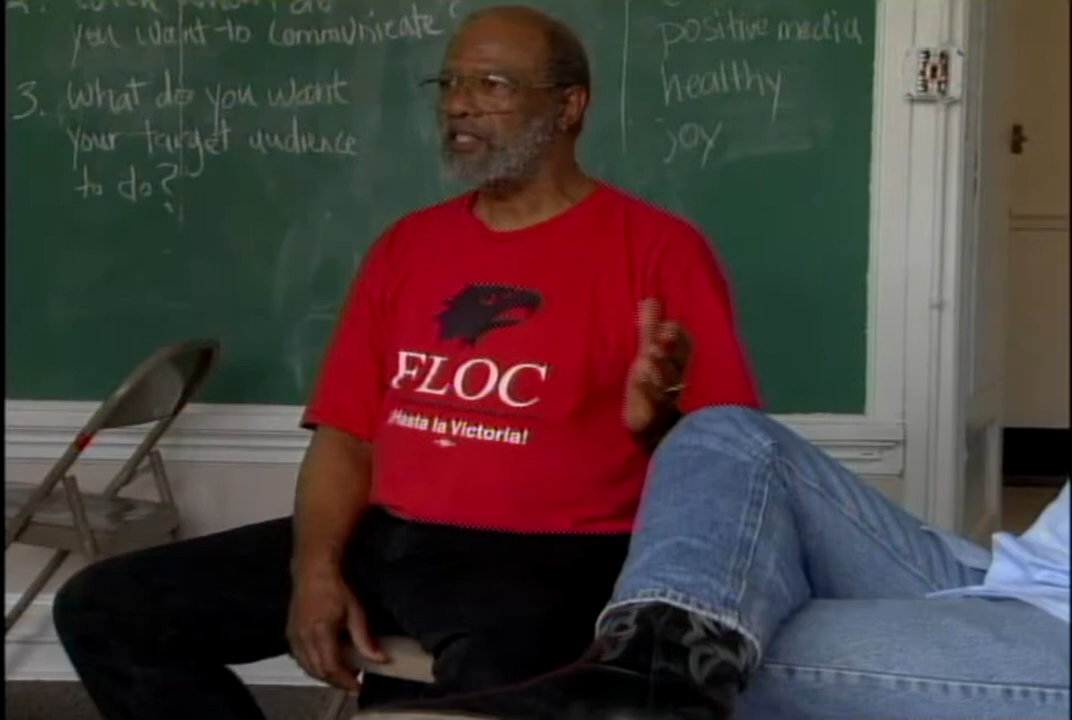 you want to communicate?
3. What do you want
your target audience
to do?
positive media
healthy
joy
FLOC
¡Hasta la Victoria!